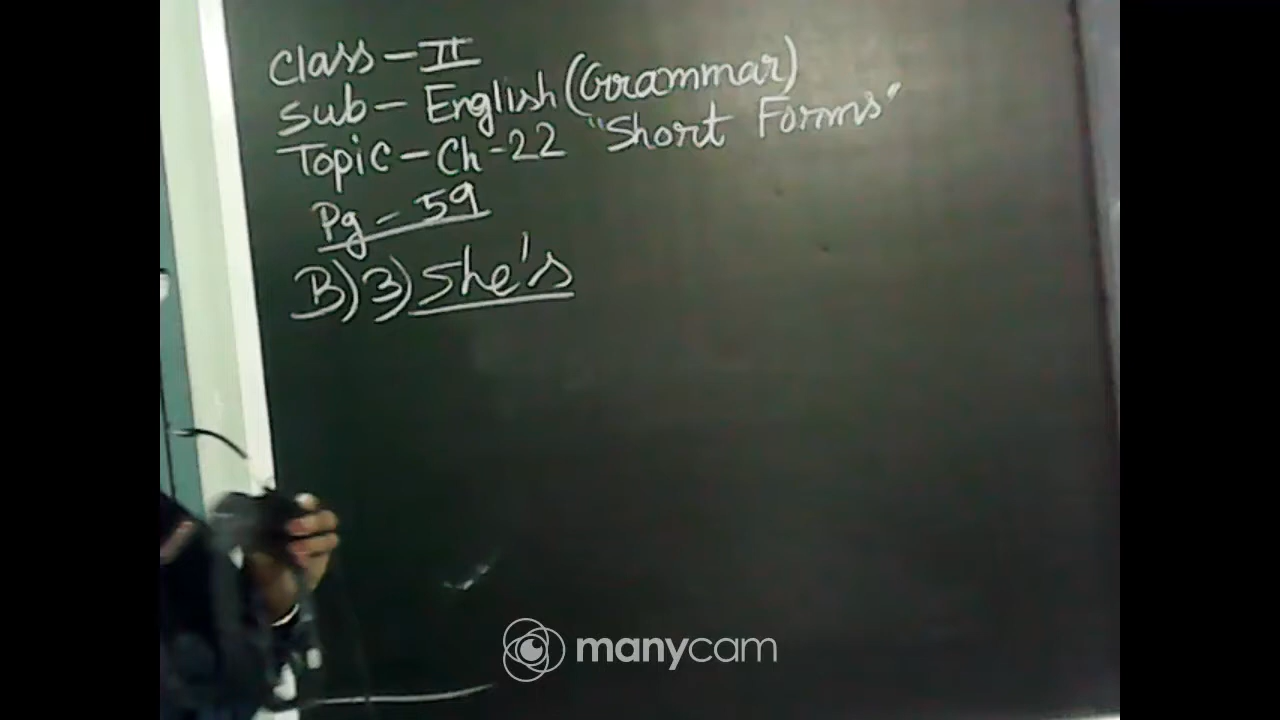 Class - II
Sub - English (Grammar)
Topic - Ch - 22 "Short Forms"
Pg - 59
B) 3) She's
manycam